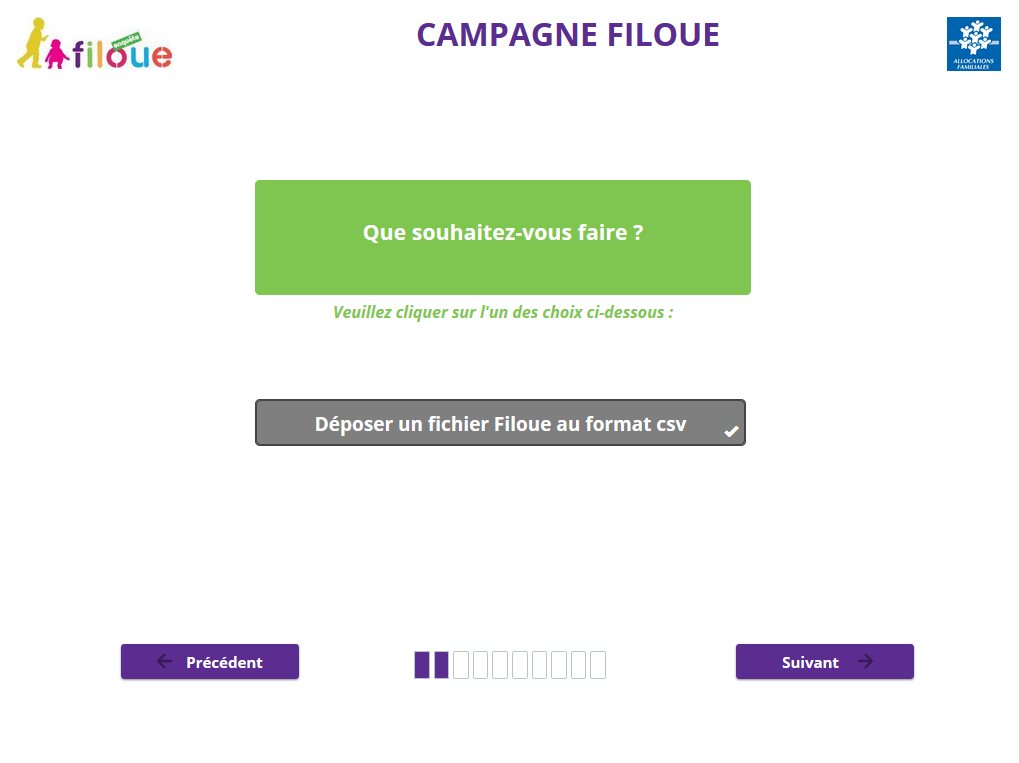 enquête
filoue
CAMPAGNE FILOUE
ALLOCATIONS
FAMILIALES
Que souhaitez-vous faire ?
Veuillez cliquer sur l'un des choix ci-dessous :
Déposer un fichier Filoue au format csv
Précédent
Suivant